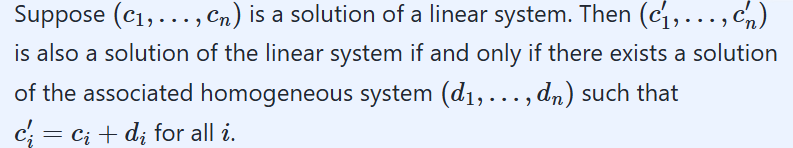 Suppose (c₁, . . . , cₙ) is a solution of a linear system. Then (c′₁, . . . , c′ₙ)
is also a solution of the linear system if and only if there exists a solution
of the associated homogeneous system (d₁, . . . , dₙ) such that
c′ᵢ = cᵢ + dᵢ for all i.